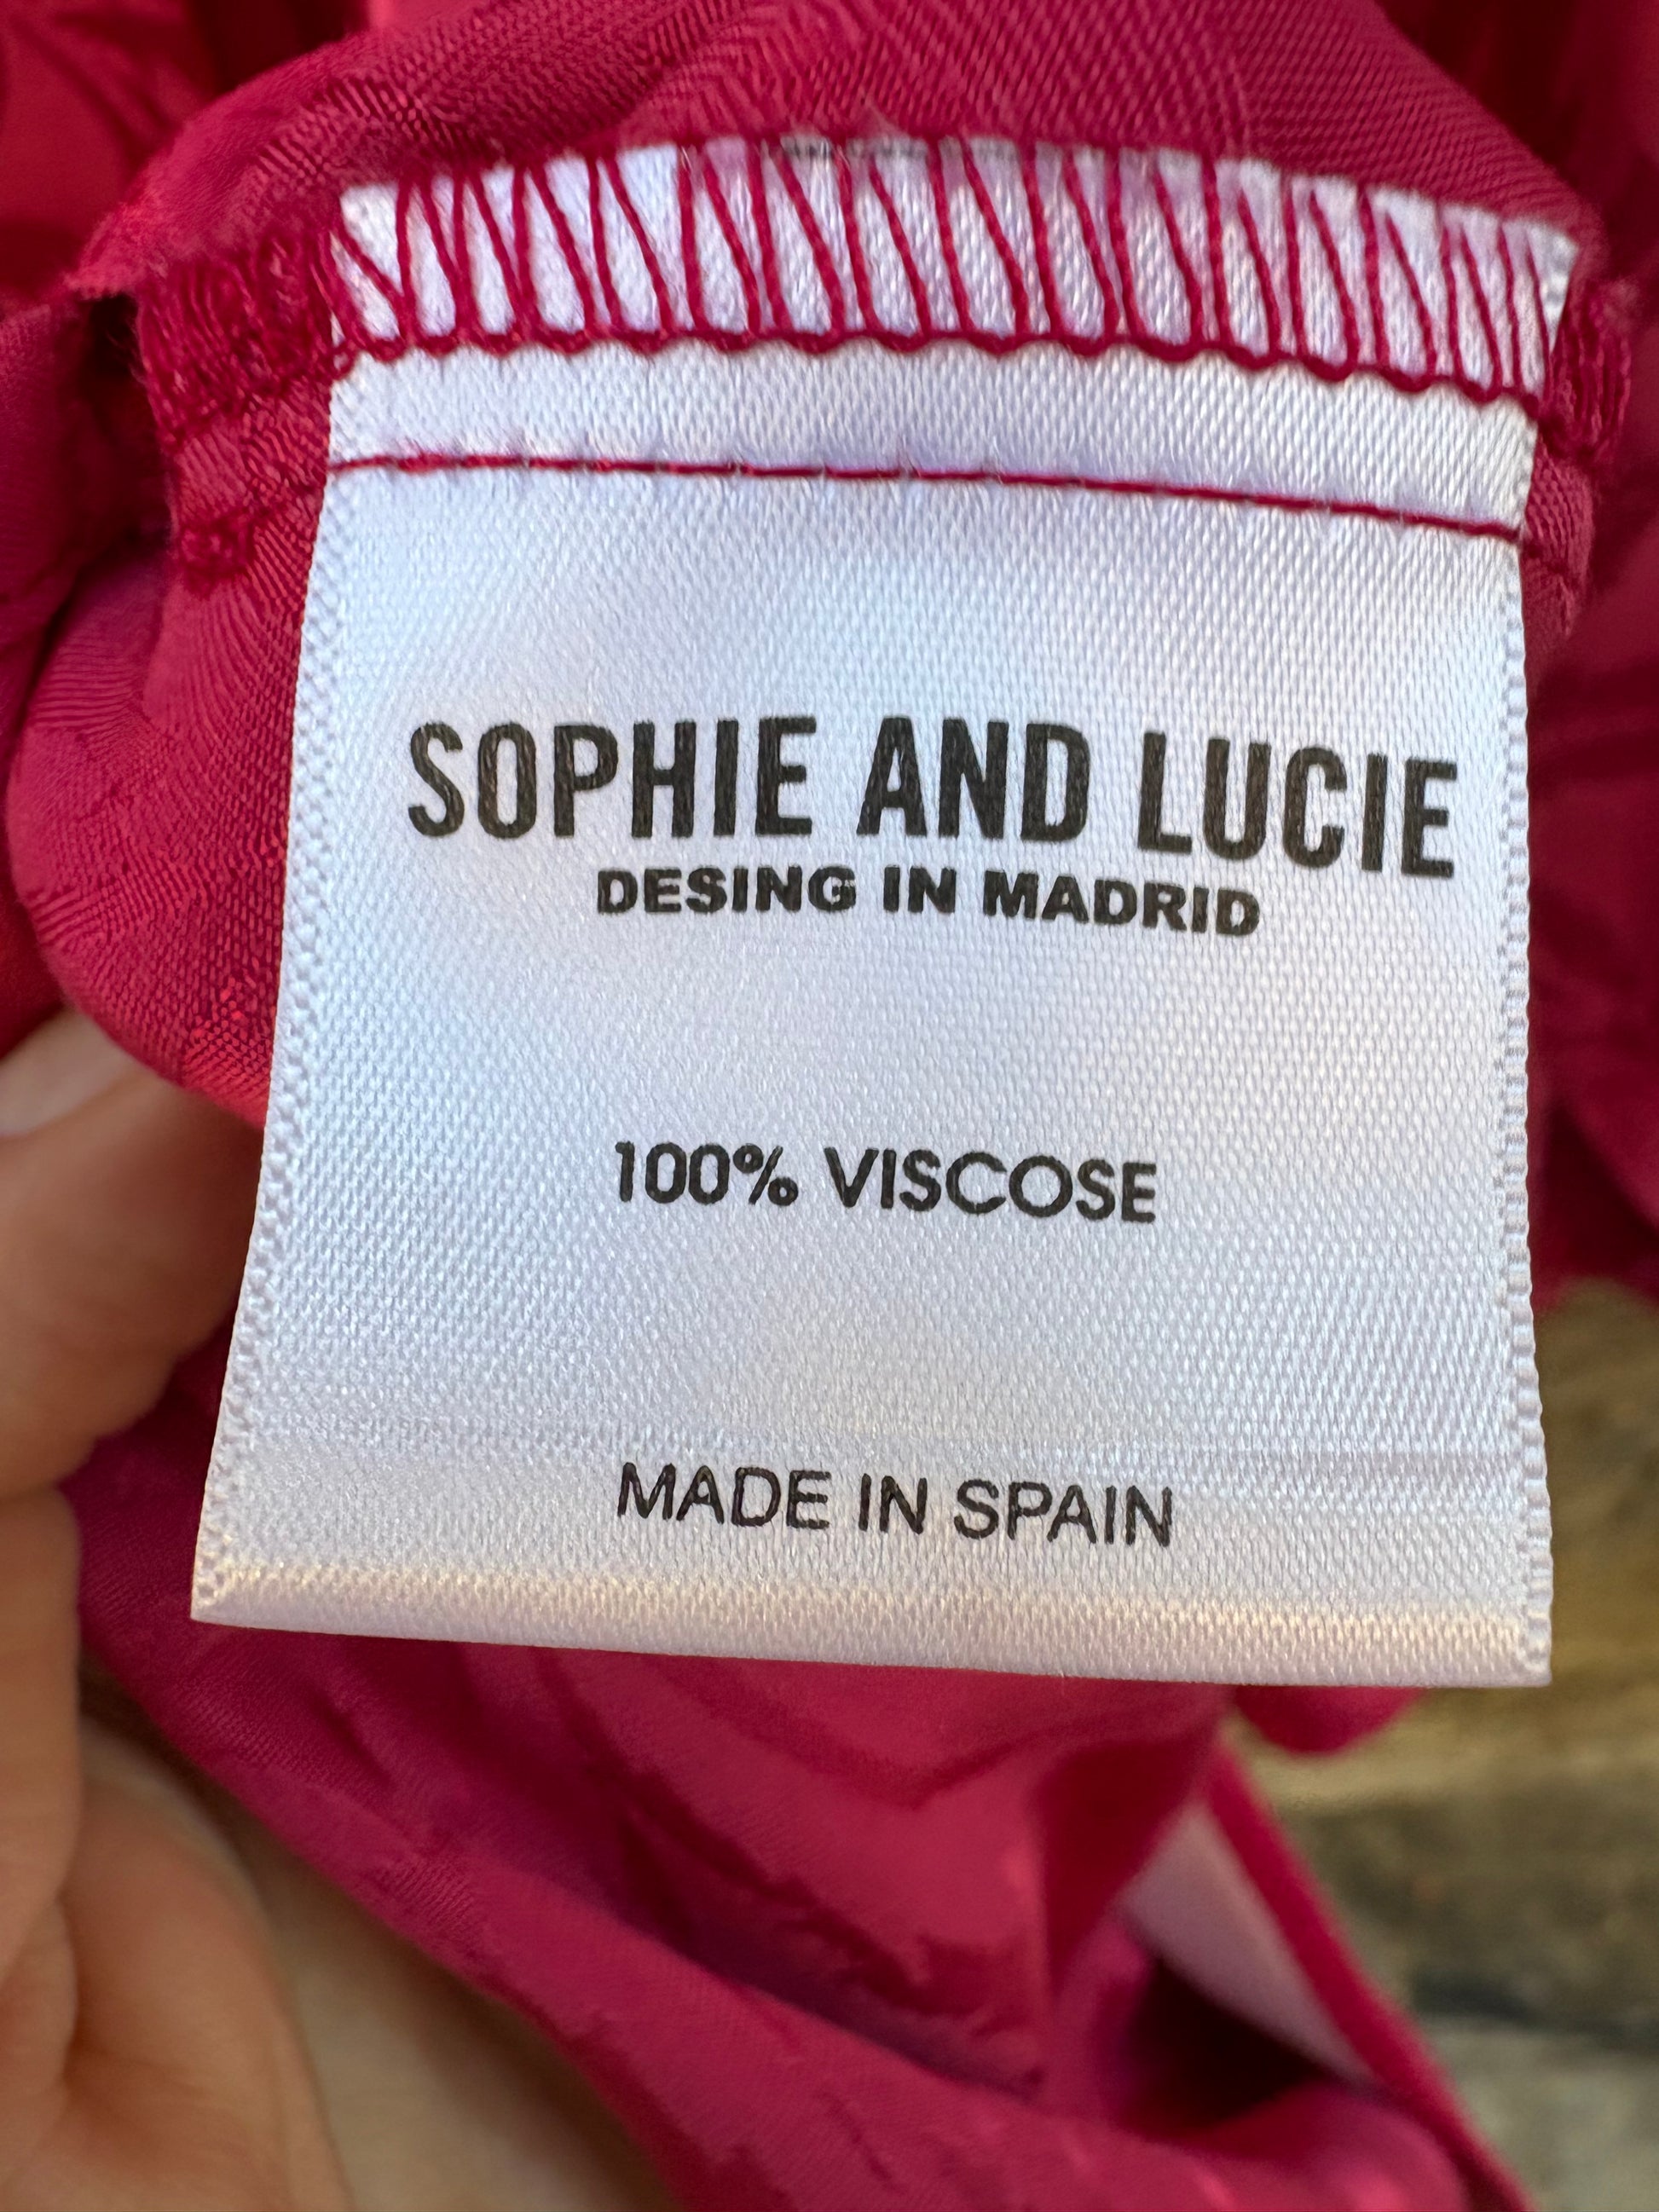 SOPHIE AND LUCIE
DESING IN MADRID
100% VISCOSE
MADE IN SPAIN